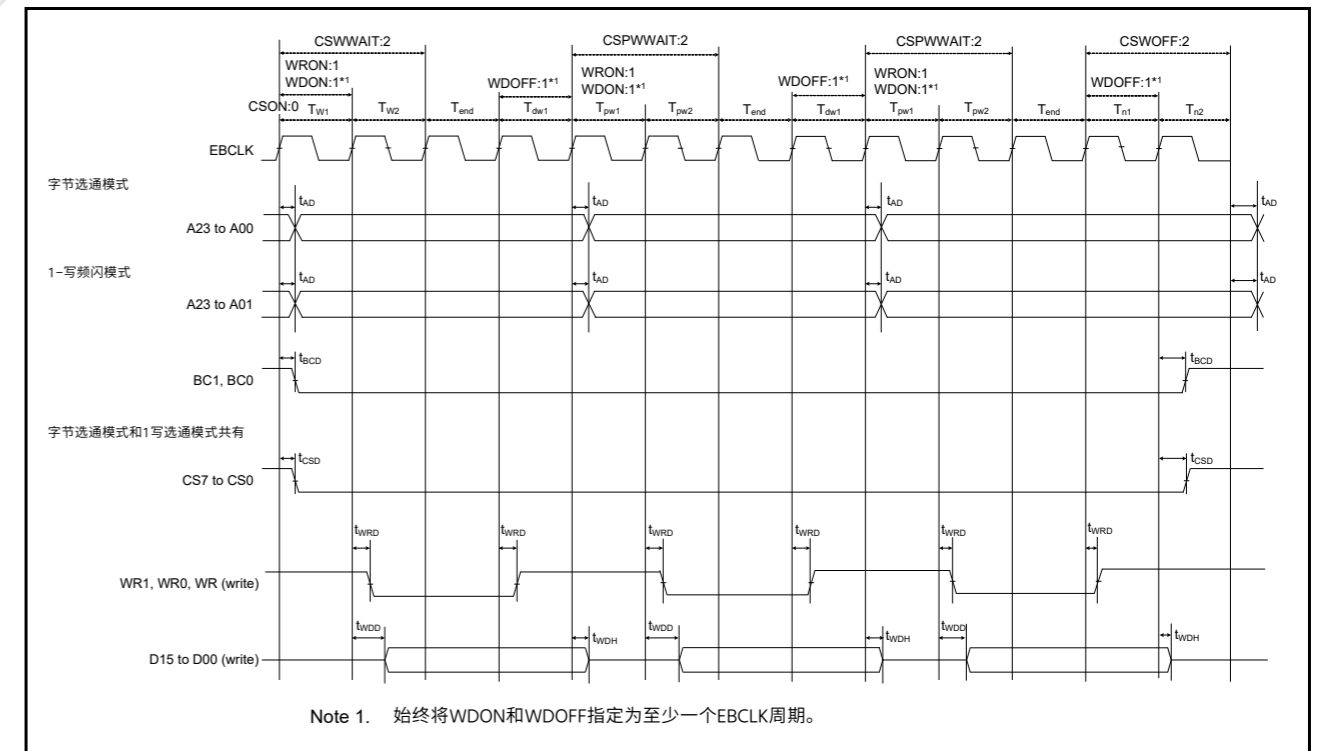 CSWWAIT:2 CSPWWAIT:2 CSPWWAIT:2 CSWOFF:2
WRON:1 WRON:1 WRON:1
WDON:1*1 WDOFF:1*1 WDON:1*1 WDOFF:1*1 WDON:1*1 WDOFF:1*1
CSON:0 TW1 TW2 Tend Tdw1 Tpw1 Tpw2 Tend Tdw1 Tpw1 Tpw2 Tend Tn1 Tn2
EBCLK
字节选通模式
tAD tAD tAD tAD
A23 to A00
1-写频闪模式
tAD tAD tAD tAD
A23 to A01
tBCD tBCD
BC1, BC0
字节选通模式和1写选通模式共有
tCSD tCSD
CS7 to CS0
tWRD tWRD tWRD tWRD tWRD tWRD
WR1, WR0, WR (write)
tWDD tWDH tWDD tWDH tWDD tWDH
D15 to D00 (write)
Note 1. 始终将WDON和WDOFF指定为至少一个EBCLK周期。